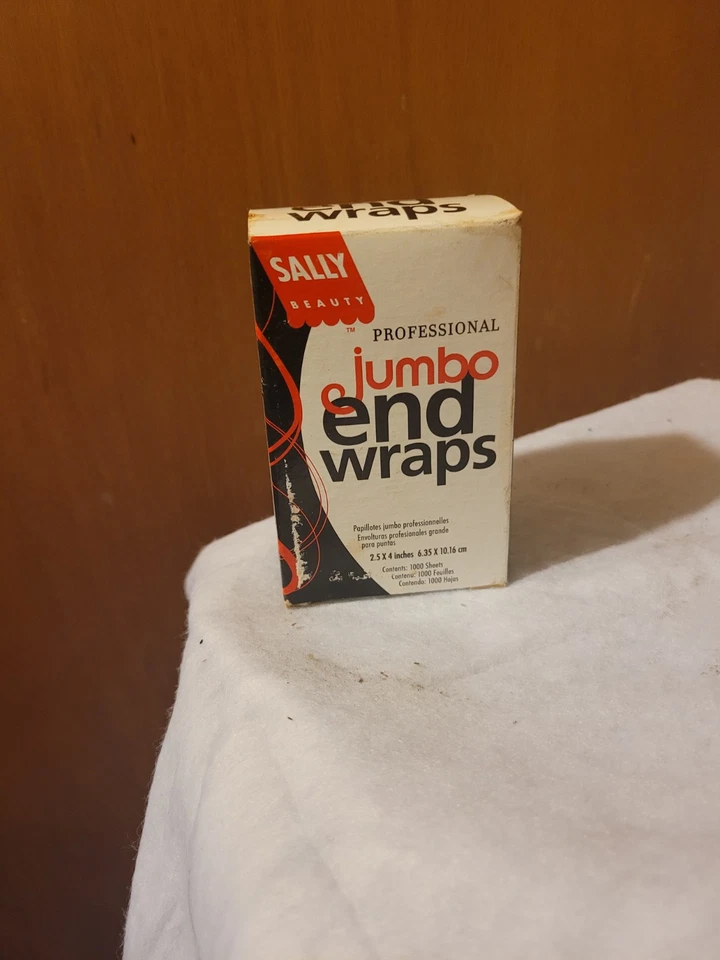 end
wraps
SALLY
BEAUTY
TM
PROFESSIONAL
jumbo
end
wraps
Papillotes jumbo professionnelles
Envolturas profesionales grande
para puntas
2.5 X 4 inches 6.35 X 10.16 cm
Contents: 1000 Sheets
Contenu: 1000 Feuilles
Contenido: 1000 Hojas